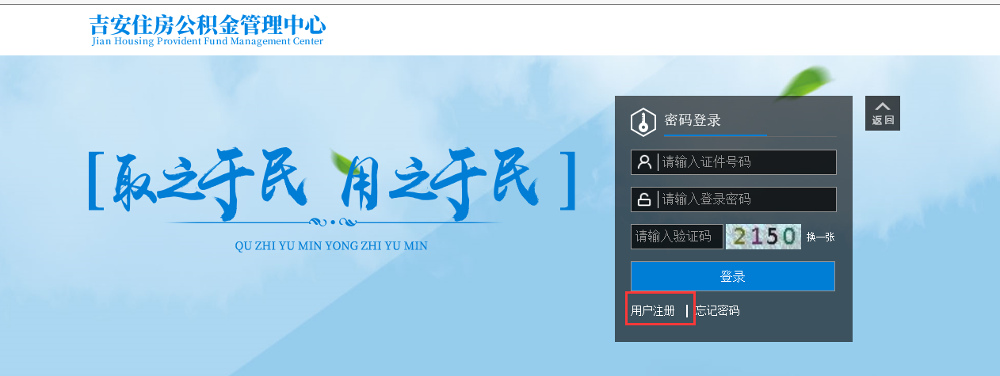 吉安住房公积金管理中心
Jian Housing Provident Fund Management Center
密码登录
返回
请输入证件号码
请输入登录密码
请输入验证码 2150 换一张
登录
用户注册 忘记密码
[取之于民 用之于民]
QU ZHI YU MIN YONG ZHI YU MIN